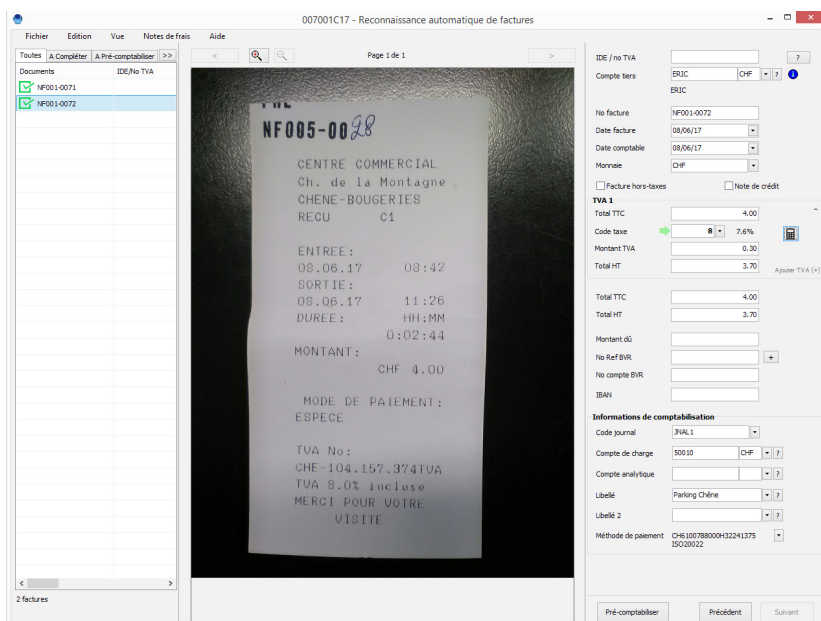 007001C17 - Reconnaissance automatique de factures
Fichier Edition Vue Notes de frais Aide
Toutes A Compléter A Pré-comptabiliser >>
Documents IDE/No TVA
NF001-0071
NF001-0072
2 factures
< Page 1 de 1 >
NF005-0028
CENTRE COMMERCIAL
Ch. de la Montagne
CHENE-BOUGERIES
RECU C1
ENTREE:
08.06.17 08:42
SORTIE:
08.06.17 11:26
DUREE: HH:MM
0:02:44
MONTANT:
CHF 4.00
MODE DE PAIEMENT:
ESPECE
TVA No:
CHE-104.157.374TVA
TVA 8.0% incluse
MERCI POUR VOTRE
VISITE
IDE / no TVA ?
Compte tiers ERIC CHF ?
ERIC
No facture NF001-0072
Date facture 08/06/17
Date comptable 08/06/17
Monnaie CHF
Facture hors-taxes Note de crédit
TVA 1
Total TTC 4.00
Code taxe 8 7.6%
Montant TVA 0.30
Total HT 3.70 Ajouter TVA (+)
Total TTC 4.00
Total HT 3.70
Montant dû
No Ref BVR +
No compte BVR
IBAN
Informations de comptabilisation
Code journal JNAL1
Compte de charge 50010 CHF ?
Compte analytique ?
Libellé Parking Chêne ?
Libellé 2 ?
Méthode de paiement CH6100788000H32241375
ISO20022
Pré-comptabiliser Précédent Suivant